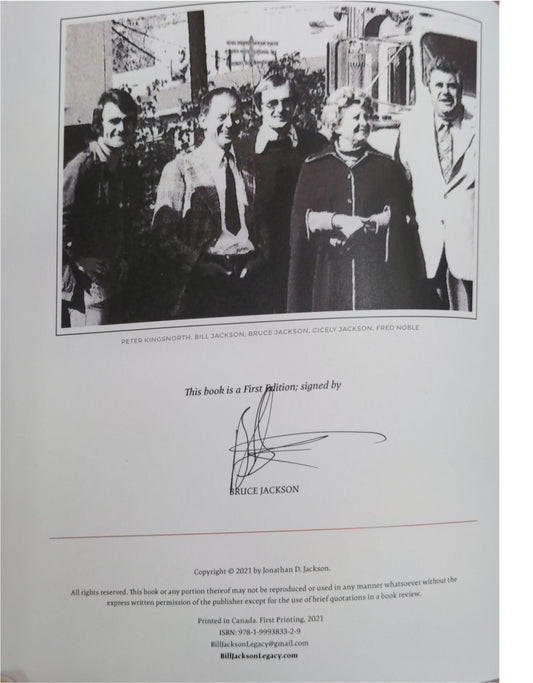 PETER KINGSNORTH, BILL JACKSON, BRUCE JACKSON, CICELY JACKSON, FRED NOBLE
This book is a First Edition; signed by
BRUCE JACKSON
Copyright © 2021 by Jonathan D. Jackson.
All rights reserved. This book or any portion thereof may not be reproduced or used in any manner whatsoever without the
express written permission of the publisher except for the use of brief quotations in a book review.
Printed in Canada. First Printing, 2021
ISBN: 978-1-9993833-2-9
BillJacksonLegacy@gmail.com
BillJacksonLegacy.com